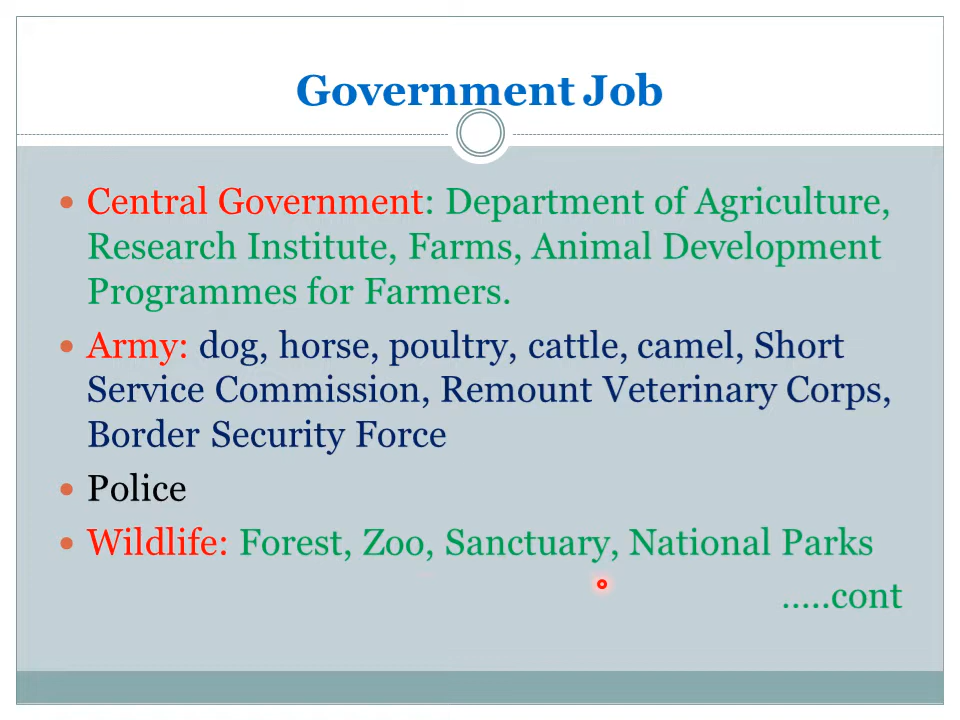 Government Job
• Central Government: Department of Agriculture,
Research Institute, Farms, Animal Development
Programmes for Farmers.
• Army: dog, horse, poultry, cattle, camel, Short
Service Commission, Remount Veterinary Corps,
Border Security Force
• Police
• Wildlife: Forest, Zoo, Sanctuary, National Parks
.....cont